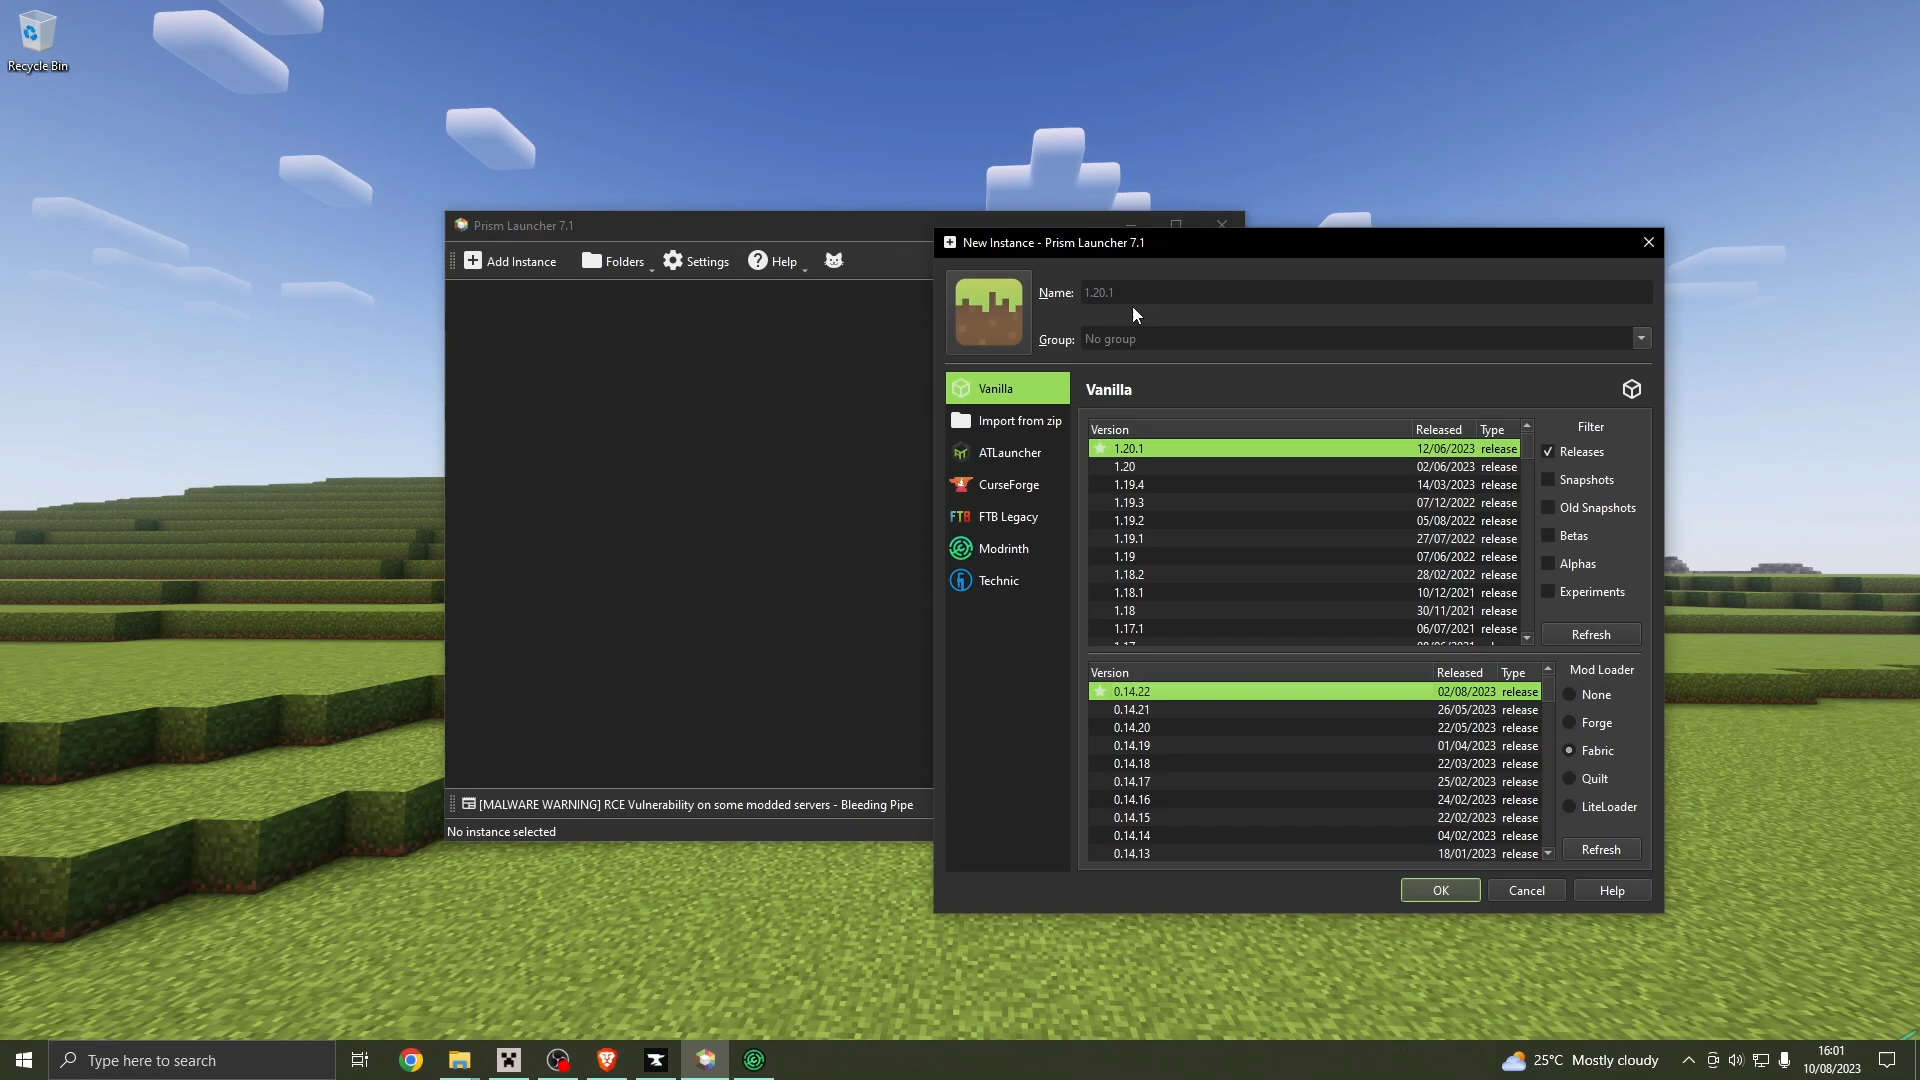 Recycle Bin
Prism Launcher 7.1
Add Instance
Folders
Settings
Help
New Instance - Prism Launcher 7.1
Name: 1.20.1
Group: No group
Vanilla
Import from zip
ATLauncher
CurseForge
FTB FTB Legacy
Modrinth
Technic
Vanilla
Version Released Type
1.20.1 12/06/2023 release
1.20 02/06/2023 release
1.19.4 14/03/2023 release
1.19.3 07/12/2022 release
1.19.2 05/08/2022 release
1.19.1 27/07/2022 release
1.19 07/06/2022 release
1.18.2 28/02/2022 release
1.18.1 10/12/2021 release
1.18 30/11/2021 release
1.17.1 06/07/2021 release
Filter
Releases
Snapshots
Old Snapshots
Betas
Alphas
Experiments
Refresh
Version Released Type
0.14.22 02/08/2023 release
0.14.21 26/05/2023 release
0.14.20 22/05/2023 release
0.14.19 01/04/2023 release
0.14.18 22/03/2023 release
0.14.17 25/02/2023 release
0.14.16 24/02/2023 release
0.14.15 22/02/2023 release
0.14.14 04/02/2023 release
0.14.13 18/01/2023 release
Mod Loader
None
Forge
Fabric
Quilt
LiteLoader
Refresh
OK
Cancel
Help
[MALWARE WARNING] RCE Vulnerability on some modded servers - Bleeding Pipe
No instance selected
Type here to search
25°C Mostly cloudy
16:01
10/08/2023